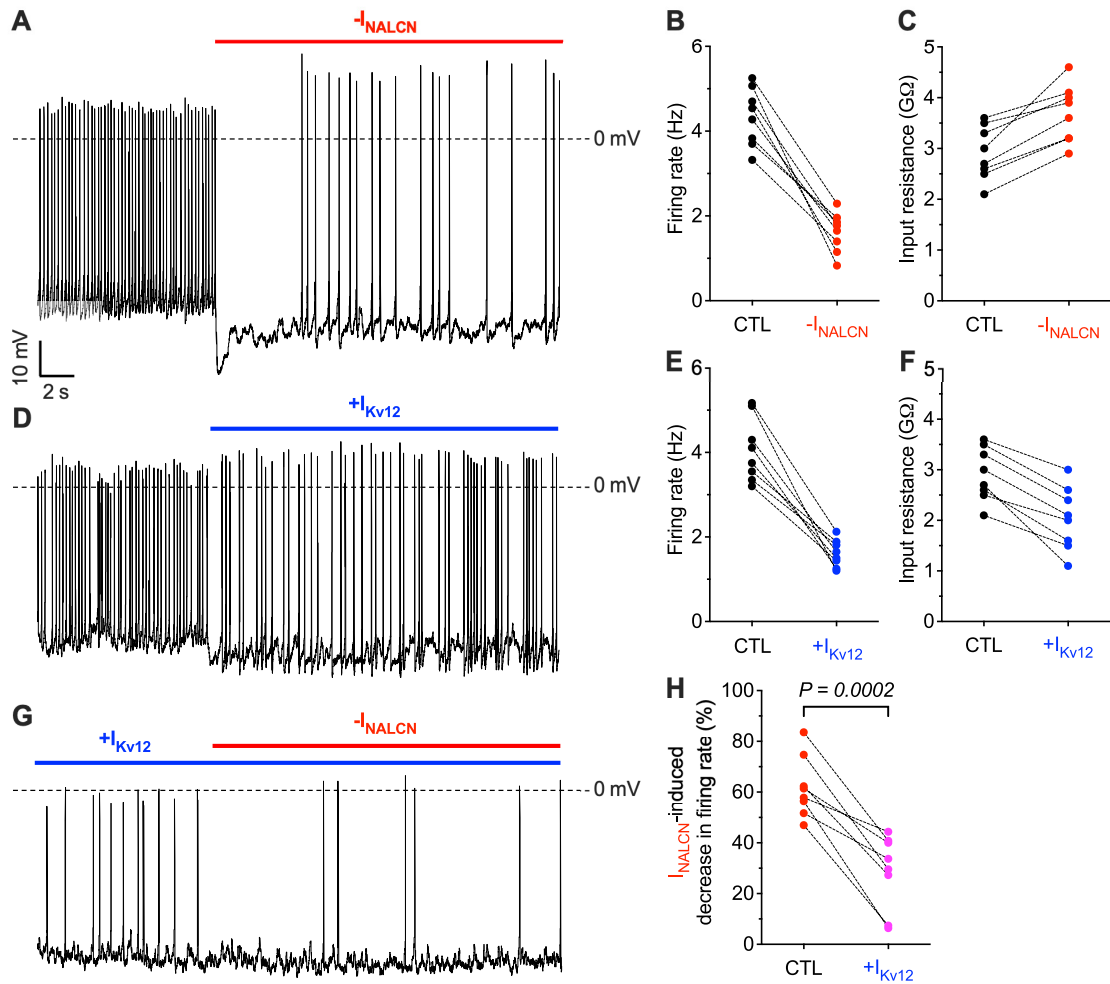 A
-INALCN
0 mV
10 mV
2 s
B
Firing rate (Hz)
6
4
2
0
CTL
-INALCN
C
Input resistance (GΩ)
5
4
3
2
1
0
CTL
-INALCN
D
+IKv12
0 mV
E
Firing rate (Hz)
6
4
2
0
CTL
+IKv12
F
Input resistance (GΩ)
5
4
3
2
1
0
CTL
+IKv12
G
+IKv12
-INALCN
0 mV
H
P = 0.0002
INALCN-induced
decrease in firing rate (%)
100
80
60
40
20
0
CTL
+IKv12